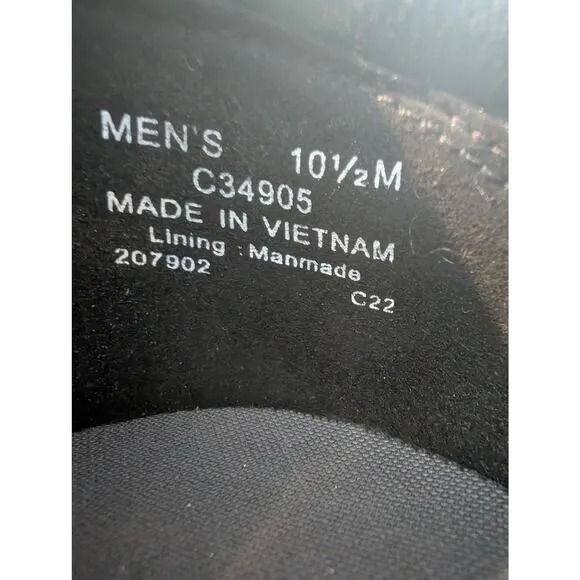 MEN'S 10½M
C34905
MADE IN VIETNAM
Lining : Manmade
207902 C22